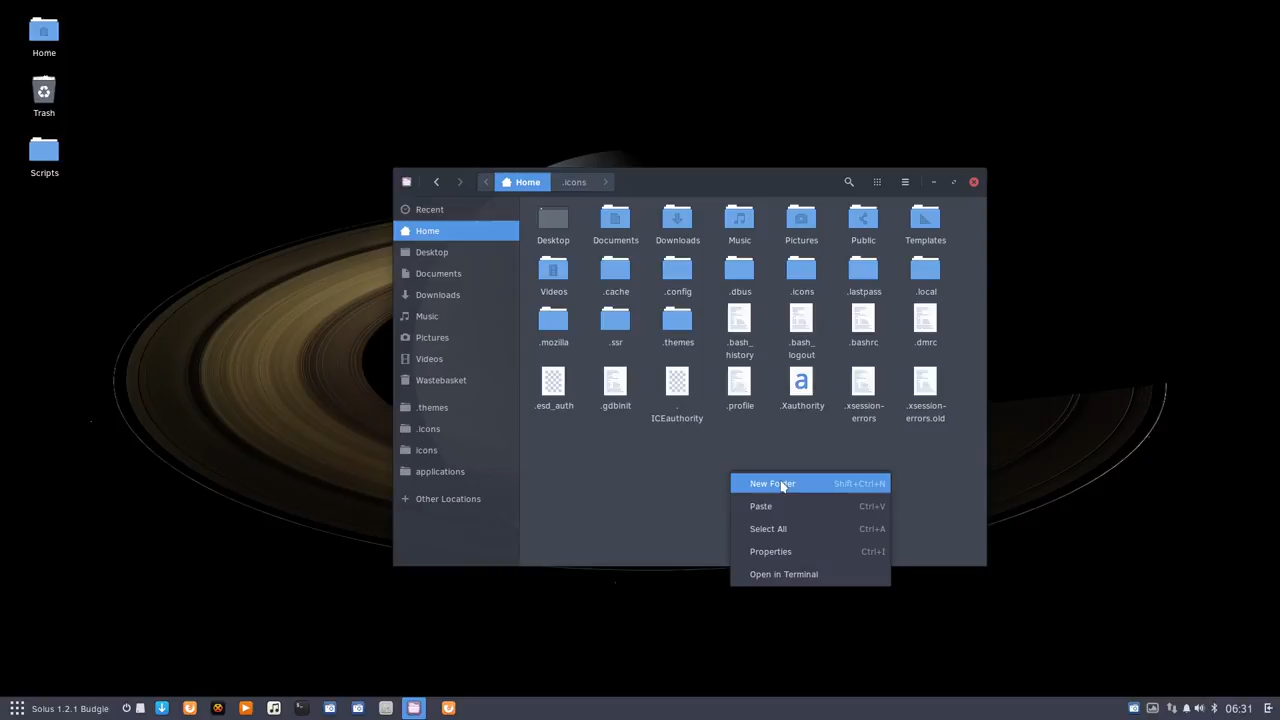 Home
Trash
Scripts
Home
.icons
Recent
Home
Desktop
Documents
Downloads
Music
Pictures
Videos
Wastebasket
.themes
.icons
icons
applications
Other Locations
Desktop
Documents
Downloads
Music
Pictures
Public
Templates
Videos
.cache
.config
.dbus
.icons
.lastpass
.local
.mozilla
.ssr
.themes
.bash_
history
.bash_
logout
.bashrc
.dmrc
.esd_auth
.gdbinit
.
ICEauthority
.profile
a
.Xauthority
.xsession-
errors
.xsession-
errors.old
New Folder Shift+Ctrl+N
Paste Ctrl+V
Select All Ctrl+A
Properties Ctrl+I
Open in Terminal
Solus 1.2.1 Budgie
06:31